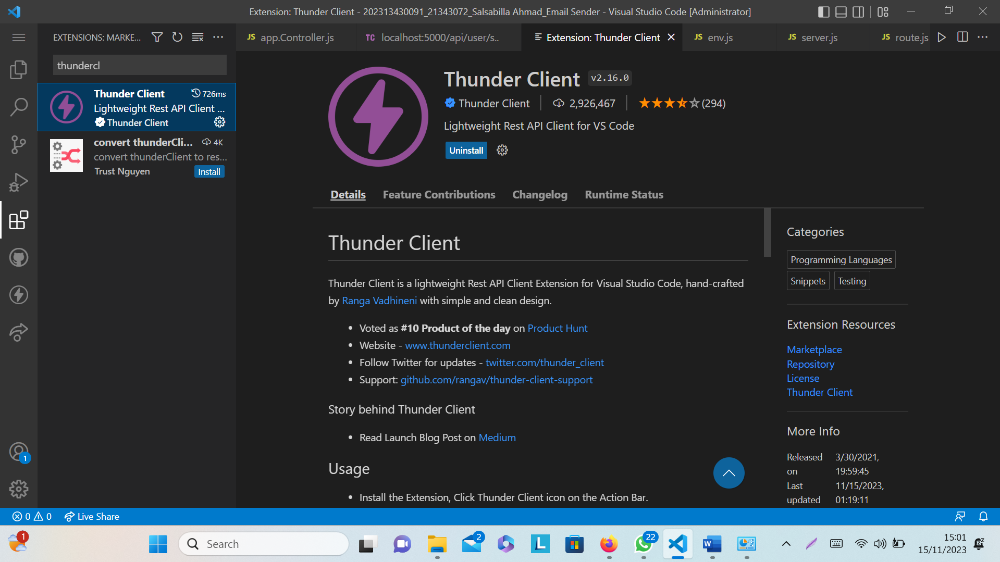 Extension: Thunder Client - 202313430091_21343072_Salsabilla Ahmad_Email Sender - Visual Studio Code [Administrator]
EXTENSIONS: MARKE...
JS app.Controller.js
TC localhost:5000/api/user/s..
Extension: Thunder Client
JS env.js
JS server.js
JS route.js
thundercl
Thunder Client 726ms
Lightweight Rest API Client ...
Thunder Client
convert thunderCli... 4K
convert thunderClient to res...
Trust Nguyen Install
Thunder Client v2.16.0
Thunder Client 2,926,467 (294)
Lightweight Rest API Client for VS Code
Uninstall
Details Feature Contributions Changelog Runtime Status
Thunder Client
Thunder Client is a lightweight Rest API Client Extension for Visual Studio Code, hand-crafted
by Ranga Vadhineni with simple and clean design.
• Voted as #10 Product of the day on Product Hunt
• Website - www.thunderclient.com
• Follow Twitter for updates - twitter.com/thunder_client
• Support: github.com/rangav/thunder-client-support
Story behind Thunder Client
• Read Launch Blog Post on Medium
Usage
• Install the Extension, Click Thunder Client icon on the Action Bar.
Categories
Programming Languages
Snippets Testing
Extension Resources
Marketplace
Repository
License
Thunder Client
More Info
Released 3/30/2021,
on 19:59:45
Last 11/15/2023,
updated 01:19:11
1
0 0 Live Share
1
Search
2
L
22
W
15:01
15/11/2023